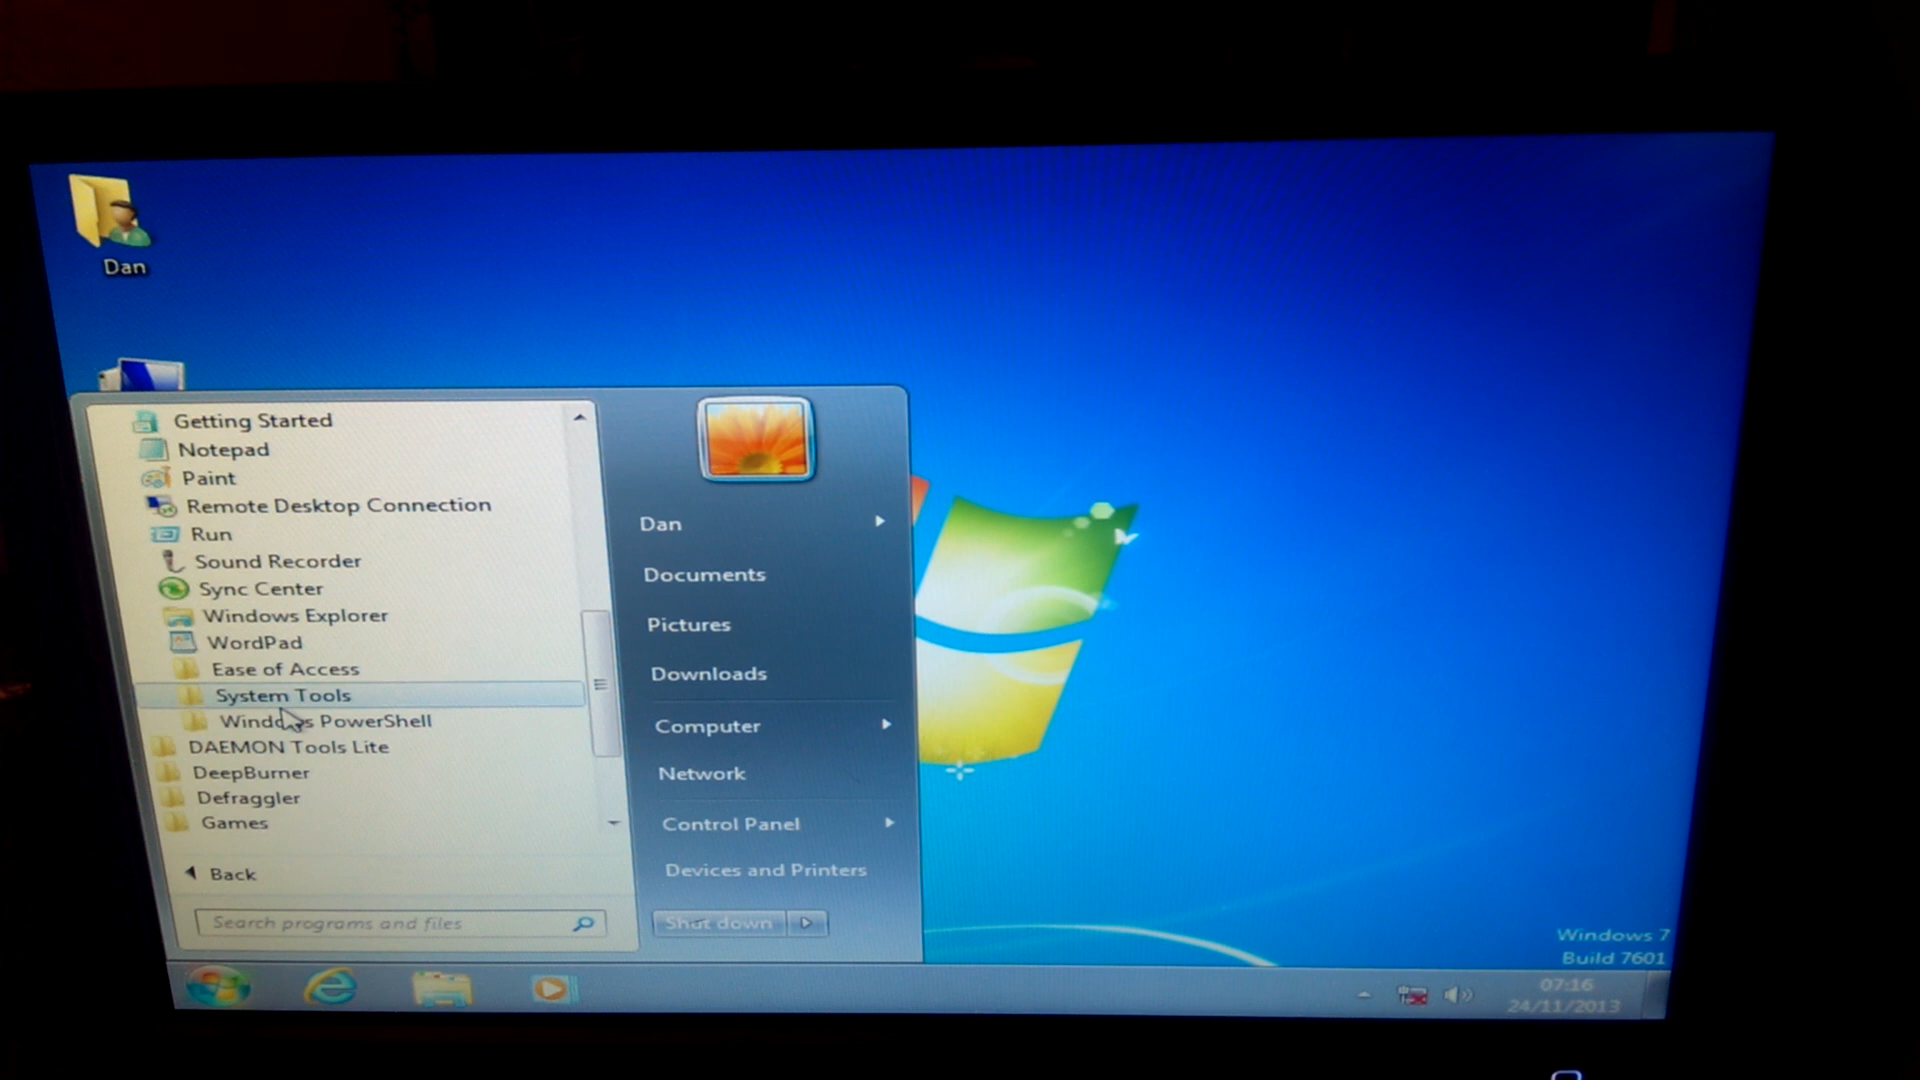 Dan
Getting Started
Notepad
Paint
Remote Desktop Connection
Run
Sound Recorder
Sync Center
Windows Explorer
WordPad
Ease of Access
System Tools
Windows PowerShell
DAEMON Tools Lite
DeepBurner
Defraggler
Games
Back
Search programs and files
Dan
Documents
Pictures
Downloads
Computer
Network
Control Panel
Devices and Printers
Shut down
Windows 7
Build 7601
07:16
24/11/2013